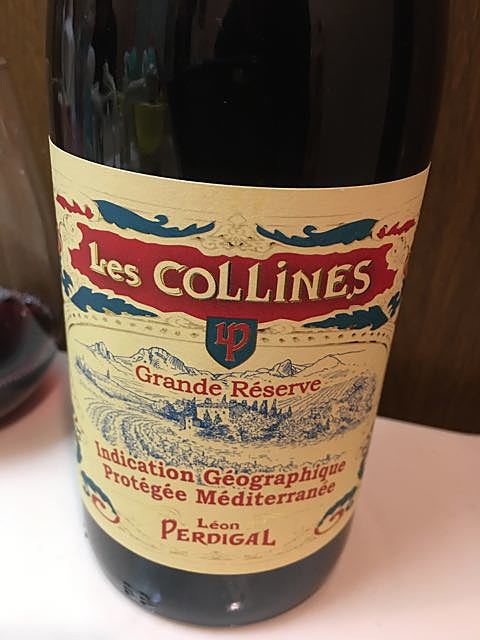 Les COLLiNES
LP
Grande Réserve
Indication Géographique
Protégée Méditerranée
Léon
PERDIGAL